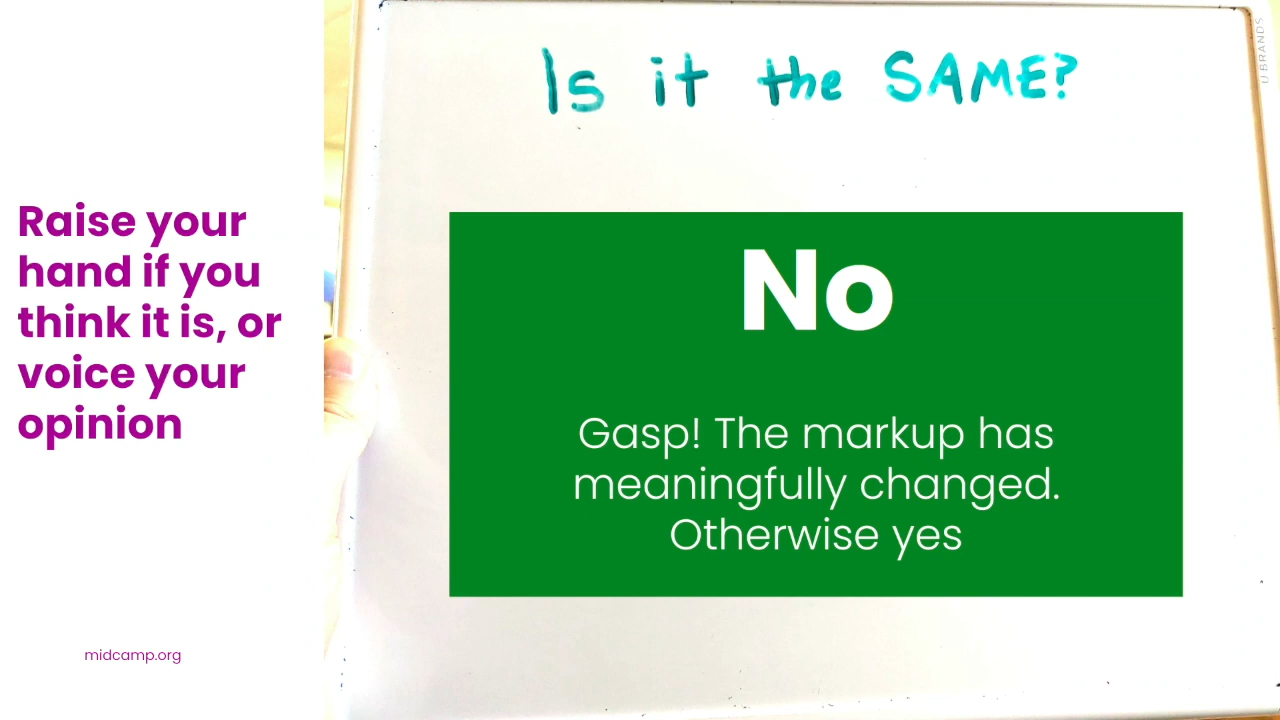 Raise your
hand if you
think it is, or
voice your
opinion
midcamp.org
Is it the SAME?
U BRANDS
No
Gasp! The markup has
meaningfully changed.
Otherwise yes